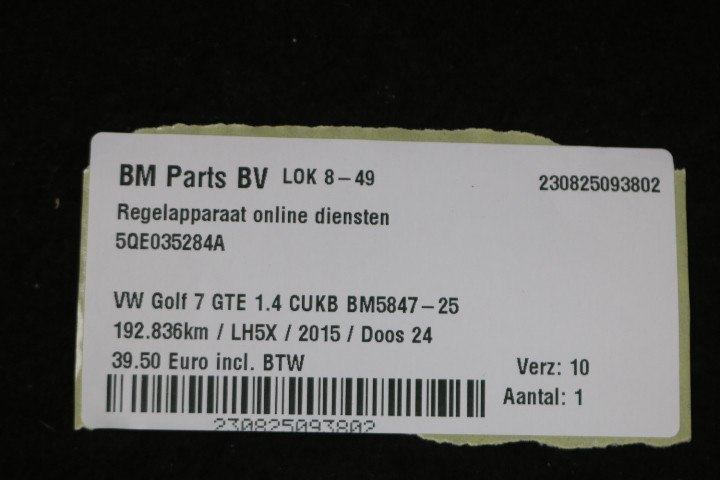 BM Parts BV LOK 8-49 230825093802
Regelapparaat online diensten
5QE035284A
VW Golf 7 GTE 1.4 CUKB BM5847-25
192.836km / LH5X / 2015 / Doos 24
39.50 Euro incl. BTW Verz: 10
Aantal: 1
230825093802